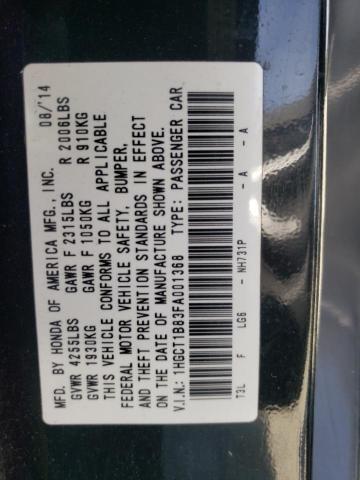 MFD. BY HONDA OF AMERICA MFG., INC. 08/'14
GVWR 4255LBS GAWR F 2315LBS R 2006LBS
GVWR 1930KG GAWR F 1050KG R 910KG
THIS VEHICLE CONFORMS TO ALL APPLICABLE
FEDERAL MOTOR VEHICLE SAFETY, BUMPER,
AND THEFT PREVENTION STANDARDS IN EFFECT
ON THE DATE OF MANUFACTURE SHOWN ABOVE.
V.I.N.: 1HGCT1B83FA001368 TYPE: PASSENGER CAR
T3L F LG6 - NH731P - A - A